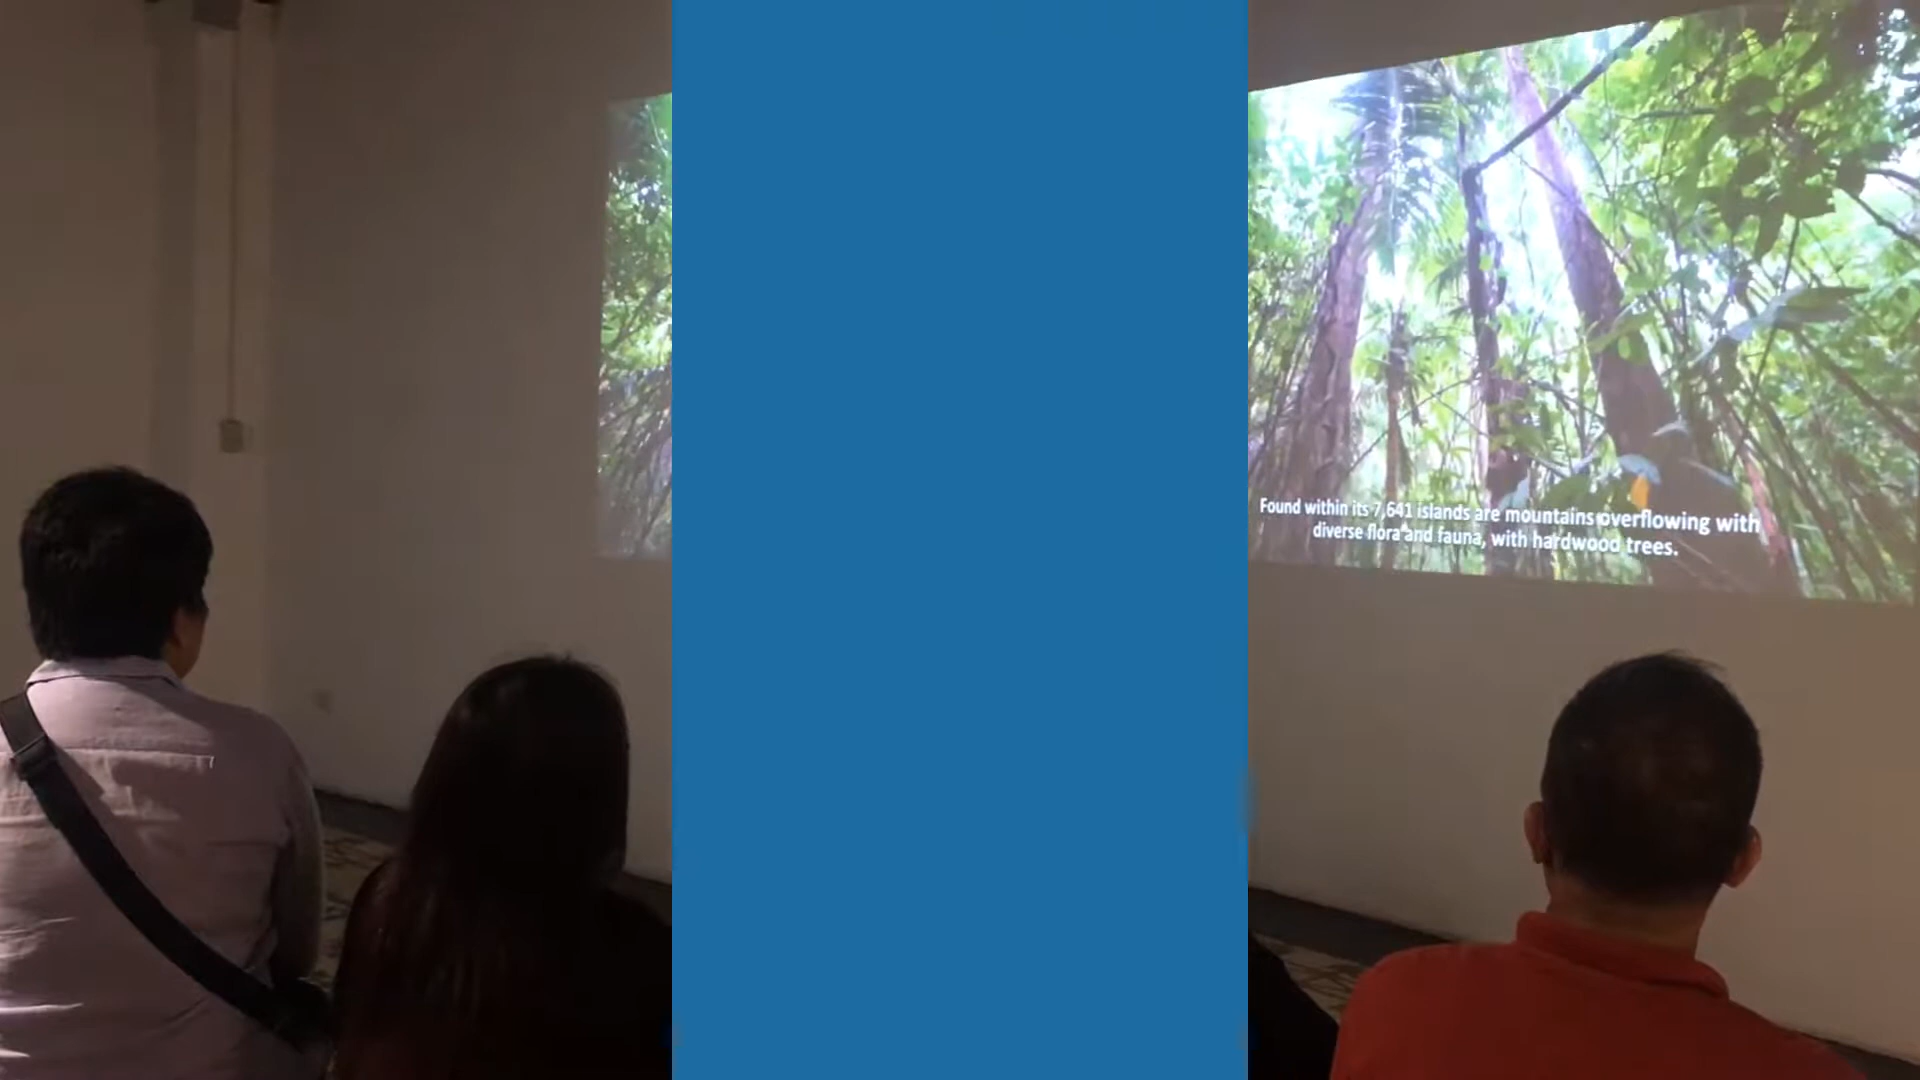 Found within its 7,641 islands are mountains overflowing with
diverse flora and fauna, with hardwood trees.